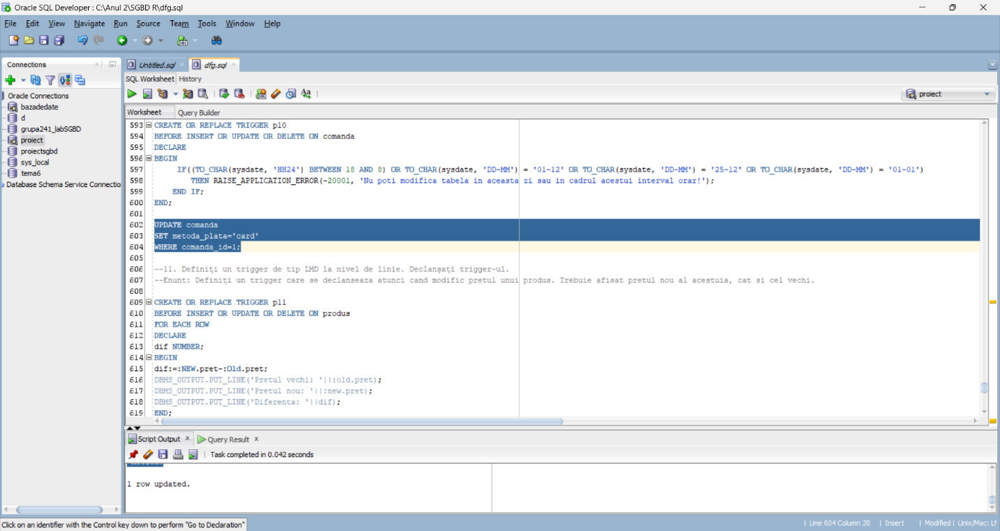 Oracle SQL Developer : C:\Anul 2\SGBD R\dfg.sql
File Edit View Navigate Run Source Team Tools Window Help
Connections
Oracle Connections
bazadedate
d
grupa241_labSGBD
proiect
proiectsgbd
sys_local
tema6
Database Schema Service Connectio
Untitled.sql dfg.sql
SQL Worksheet History
proiect
Worksheet Query Builder
593 CREATE OR REPLACE TRIGGER p10
594 BEFORE INSERT OR UPDATE OR DELETE ON comanda
595 DECLARE
596 BEGIN
597 IF((TO_CHAR(sysdate, 'HH24') BETWEEN 18 AND 8) OR TO_CHAR(sysdate, 'DD-MM') = '01-12' OR TO_CHAR(sysdate, 'DD-MM') = '25-12' OR TO_CHAR(sysdate, 'DD-MM') = '01-01')
598 THEN RAISE_APPLICATION_ERROR(-20001, 'Nu poti modifica tabela in aceasta zi sau in cadrul acestui interval orar!');
599 END IF;
600 END;
601
602 UPDATE comanda
603 SET metoda_plata='card'
604 WHERE comanda_id=1;
605
606 --11. Definiți un trigger de tip LMD la nivel de linie. Declanșați trigger-ul.
607 --Enunt: Definiți un trigger care se declanseaza atunci cand modific pretul unui produs. Trebuie afisat pretul nou al acestuia, cat si cel vechi.
608
609 CREATE OR REPLACE TRIGGER p11
610 BEFORE INSERT OR UPDATE OR DELETE ON produs
611 FOR EACH ROW
612 DECLARE
613 dif NUMBER;
614 BEGIN
615 dif:=:NEW.pret-:Old.pret;
616 DBMS_OUTPUT.PUT_LINE('Pretul vechi: '||:old.pret);
617 DBMS_OUTPUT.PUT_LINE('Pretul nou: '||:new.pret);
618 DBMS_OUTPUT.PUT_LINE('Diferenta: '||dif);
619 END;
Script Output x Query Result x
Task completed in 0.042 seconds
1 row updated.
Click on an identifier with the Control key down to perform "Go to Declaration"
| Line 604 Column 20 | Insert | Modified | Unix/Mac: LF